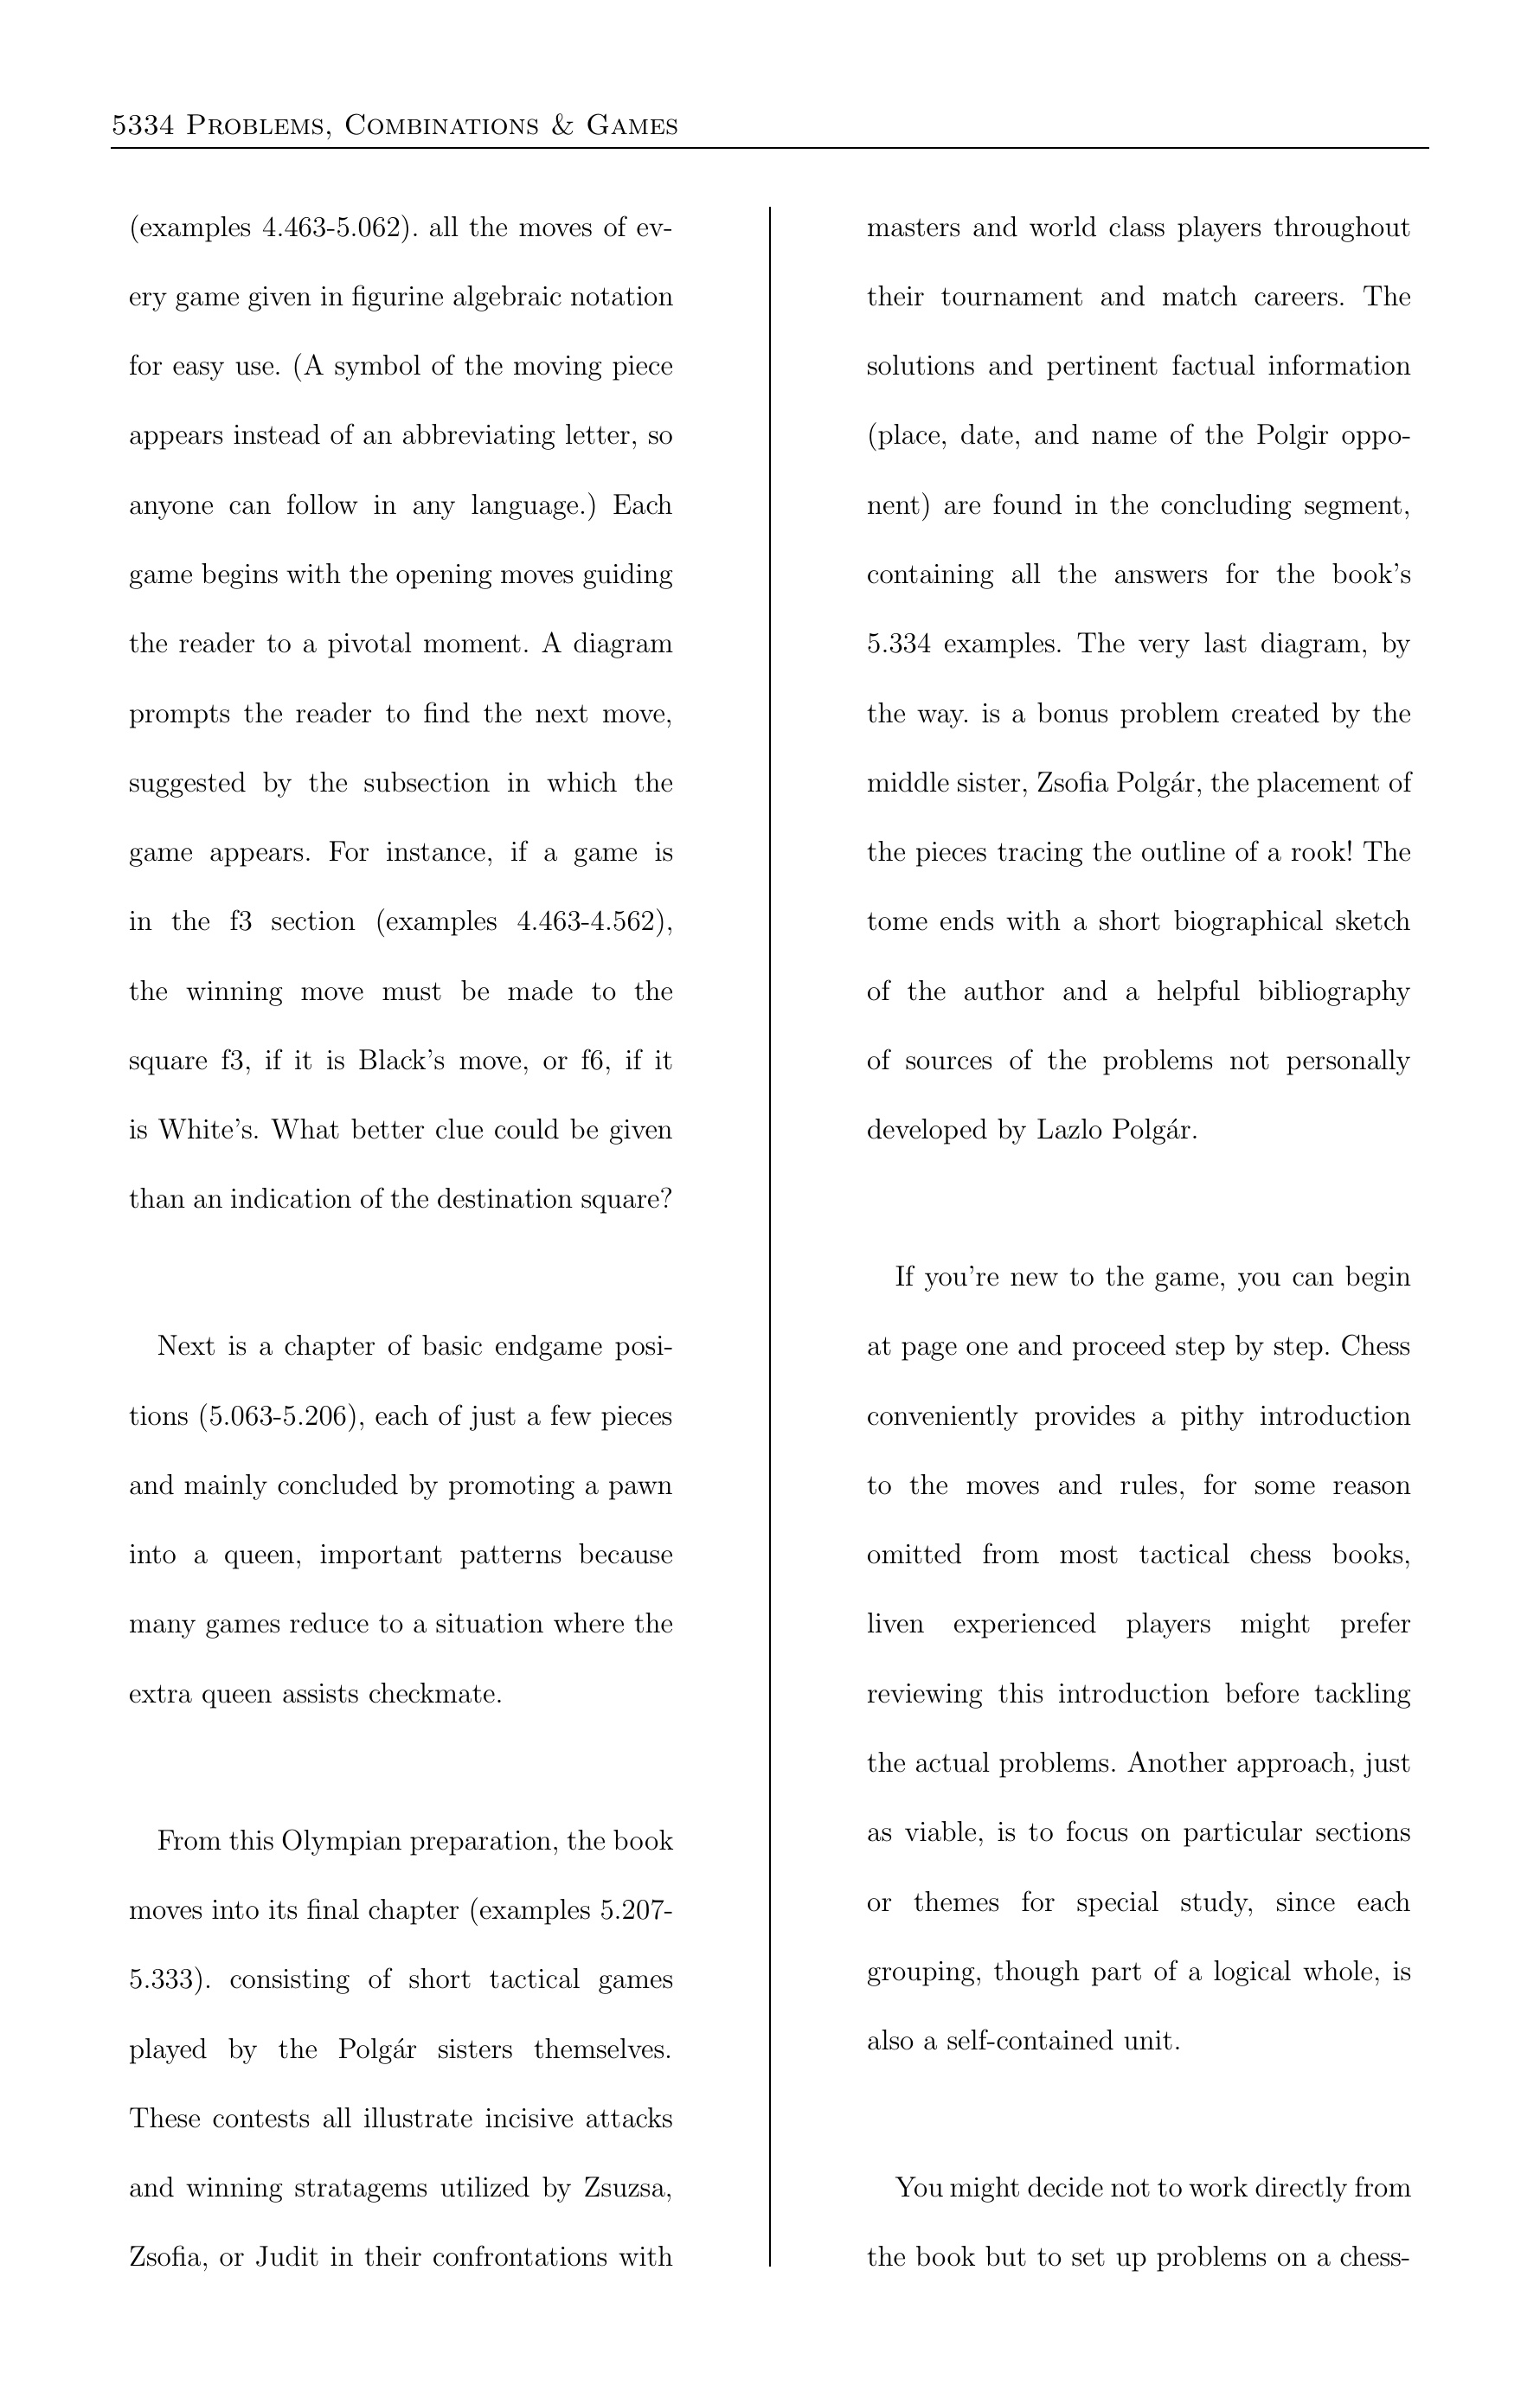 5334 Problems, Combinations & Games
(examples 4.463-5.062). all the moves of ev-
ery game given in figurine algebraic notation
for easy use. (A symbol of the moving piece
appears instead of an abbreviating letter, so
anyone can follow in any language.) Each
game begins with the opening moves guiding
the reader to a pivotal moment. A diagram
prompts the reader to find the next move,
suggested by the subsection in which the
game appears. For instance, if a game is
in the f3 section (examples 4.463-4.562),
the winning move must be made to the
square f3, if it is Black's move, or f6, if it
is White's. What better clue could be given
than an indication of the destination square?
Next is a chapter of basic endgame posi-
tions (5.063-5.206), each of just a few pieces
and mainly concluded by promoting a pawn
into a queen, important patterns because
many games reduce to a situation where the
extra queen assists checkmate.
From this Olympian preparation, the book
moves into its final chapter (examples 5.207-
5.333). consisting of short tactical games
played by the Polgár sisters themselves.
These contests all illustrate incisive attacks
and winning stratagems utilized by Zsuzsa,
Zsofia, or Judit in their confrontations with
masters and world class players throughout
their tournament and match careers. The
solutions and pertinent factual information
(place, date, and name of the Polgir oppo-
nent) are found in the concluding segment,
containing all the answers for the book's
5.334 examples. The very last diagram, by
the way. is a bonus problem created by the
middle sister, Zsofia Polgár, the placement of
the pieces tracing the outline of a rook! The
tome ends with a short biographical sketch
of the author and a helpful bibliography
of sources of the problems not personally
developed by Lazlo Polgár.
If you're new to the game, you can begin
at page one and proceed step by step. Chess
conveniently provides a pithy introduction
to the moves and rules, for some reason
omitted from most tactical chess books,
liven experienced players might prefer
reviewing this introduction before tackling
the actual problems. Another approach, just
as viable, is to focus on particular sections
or themes for special study, since each
grouping, though part of a logical whole, is
also a self-contained unit.
You might decide not to work directly from
the book but to set up problems on a chess-